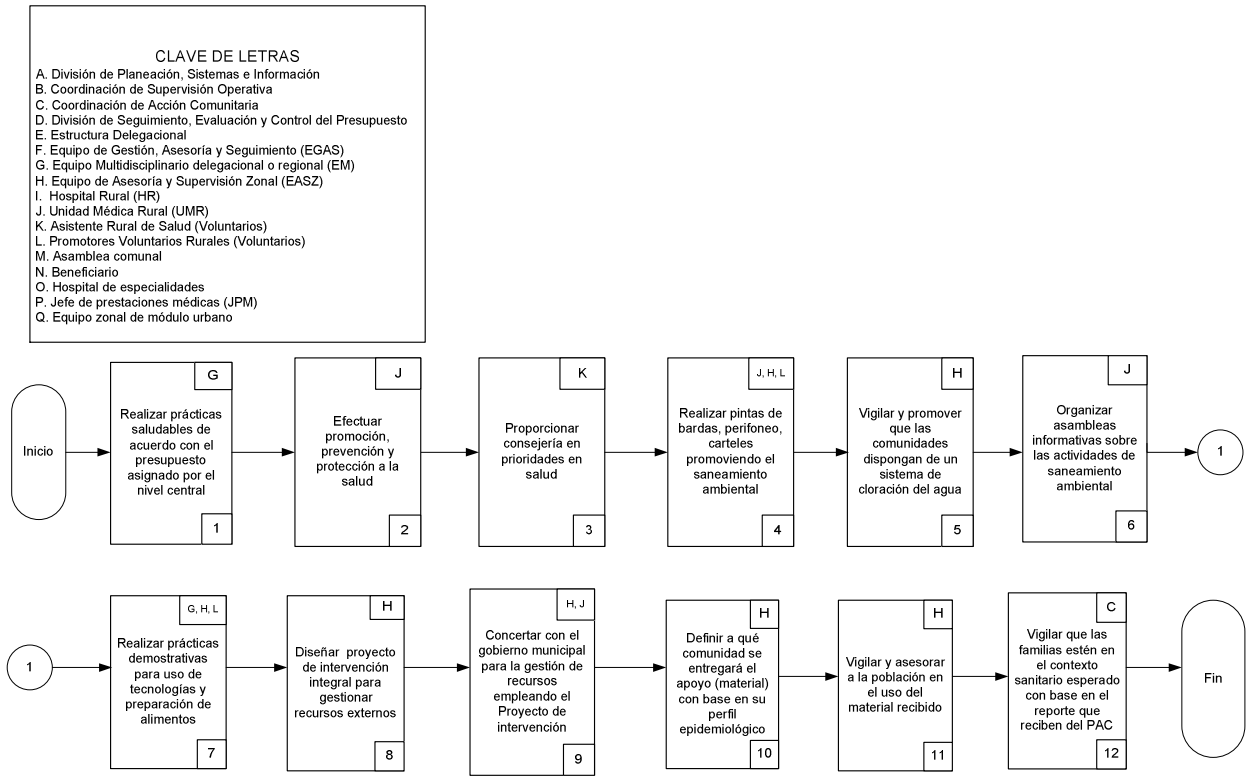 CLAVE DE LETRAS
A. División de Planeación, Sistemas e Información
B. Coordinación de Supervisión Operativa
C. Coordinación de Acción Comunitaria
D. División de Seguimiento, Evaluación y Control del Presupuesto
E. Estructura Delegacional
F. Equipo de Gestión, Asesoría y Seguimiento (EGAS)
G. Equipo Multidisciplinario delegacional o regional (EM)
H. Equipo de Asesoría y Supervisión Zonal (EASZ)
I. Hospital Rural (HR)
J. Unidad Médica Rural (UMR)
K. Asistente Rural de Salud (Voluntarios)
L. Promotores Voluntarios Rurales (Voluntarios)
M. Asamblea comunal
N. Beneficiario
O. Hospital de especialidades
P. Jefe de prestaciones médicas (JPM)
Q. Equipo zonal de módulo urbano
Inicio
G
Realizar prácticas
saludables de
acuerdo con el
presupuesto
asignado por el
nivel central
1
J
Efectuar
promoción,
prevención y
protección a la
salud
2
K
Proporcionar
consejería en
prioridades en
salud
3
J, H, L
Realizar pintas de
bardas, perifoneo,
carteles
promoviendo el
saneamiento
ambiental
4
H
Vigilar y promover
que las
comunidades
dispongan de un
sistema de
cloración del agua
5
J
Organizar
asambleas
informativas sobre
las actividades de
saneamiento
ambiental
6
1
1
G, H, L
Realizar prácticas
demostrativas
para uso de
tecnologías y
preparación de
alimentos
7
H
Diseñar proyecto
de intervención
integral para
gestionar
recursos externos
8
H, J
Concertar con el
gobierno municipal
para la gestión de
recursos
empleando el
Proyecto de
intervención
9
H
Definir a qué
comunidad se
entregará el
apoyo (material)
con base en su
perfil
epidemiológico
10
H
Vigilar y asesorar
a la población en
el uso del
material recibido
11
C
Vigilar que las
familias estén en
el contexto
sanitario esperado
con base en el
reporte que
reciben del PAC
12
Fin